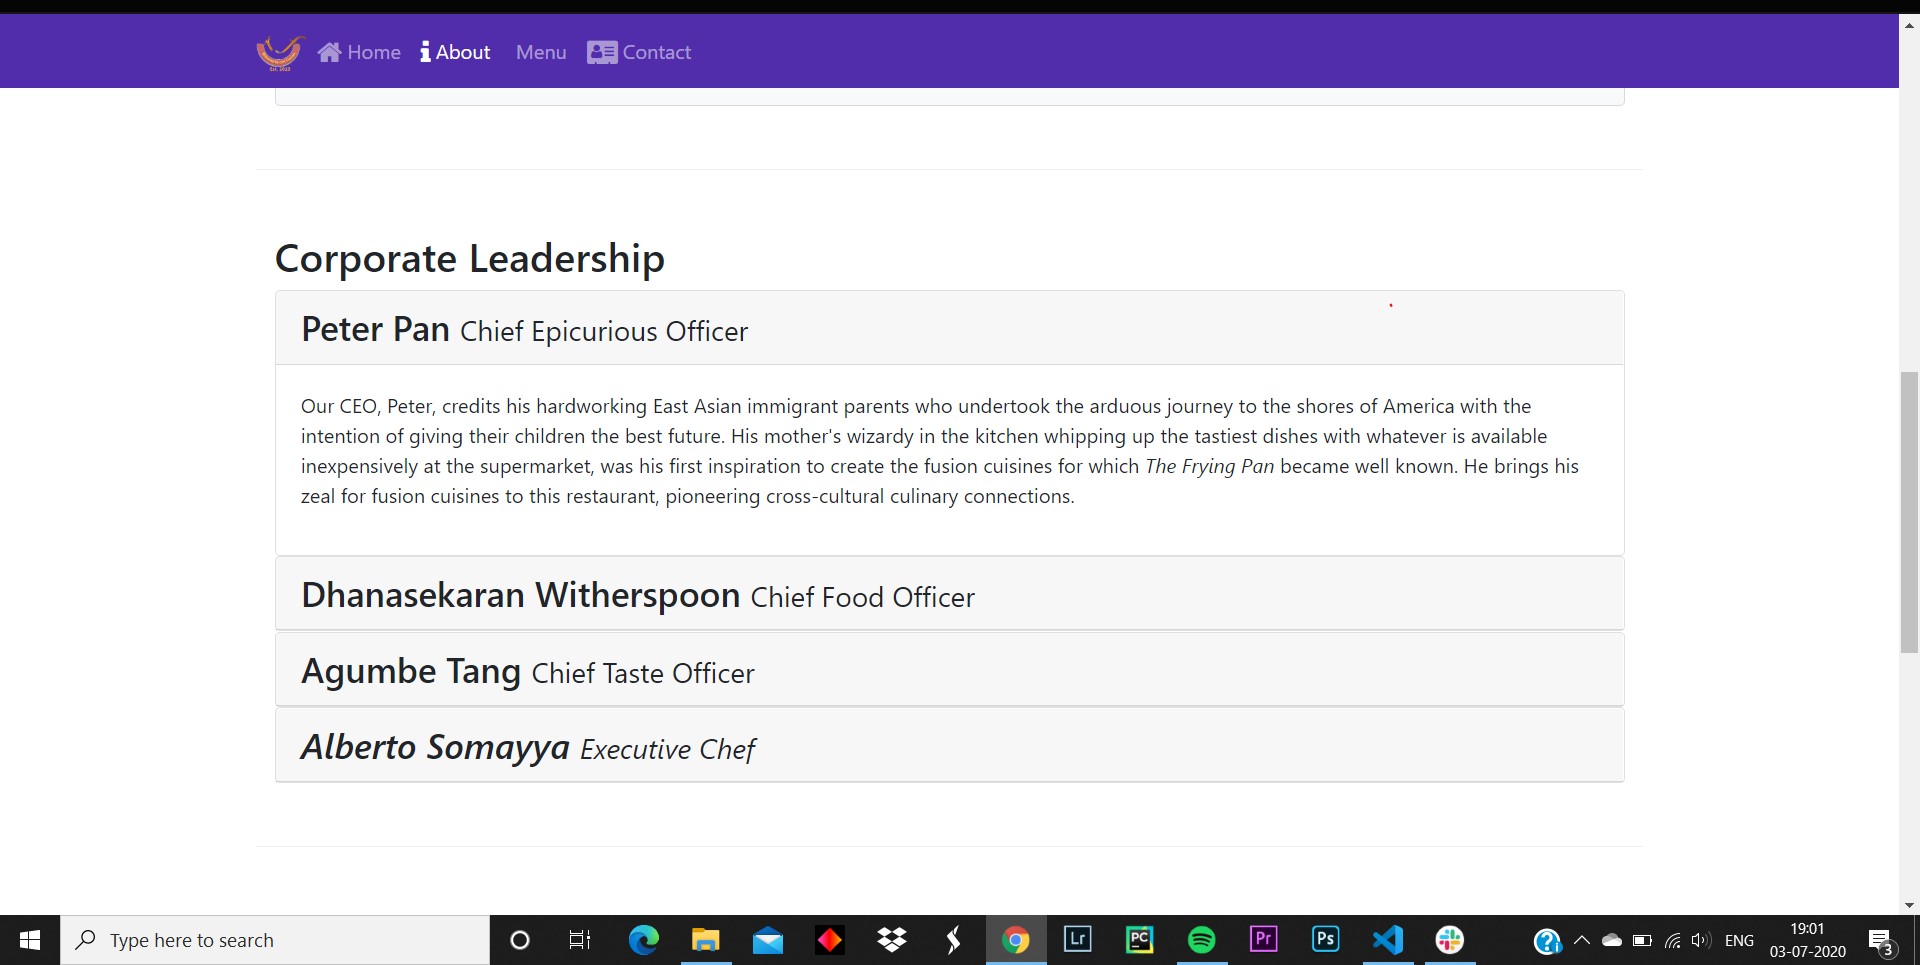 Home About Menu Contact
Corporate Leadership
Peter Pan Chief Epicurious Officer
Our CEO, Peter, credits his hardworking East Asian immigrant parents who undertook the arduous journey to the shores of America with the
intention of giving their children the best future. His mother's wizardy in the kitchen whipping up the tastiest dishes with whatever is available
inexpensively at the supermarket, was his first inspiration to create the fusion cuisines for which The Frying Pan became well known. He brings his
zeal for fusion cuisines to this restaurant, pioneering cross-cultural culinary connections.
Dhanasekaran Witherspoon Chief Food Officer
Agumbe Tang Chief Taste Officer
Alberto Somayya Executive Chef
Type here to search
Lr
PC
Pr
Ps
ENG
19:01
03-07-2020
3